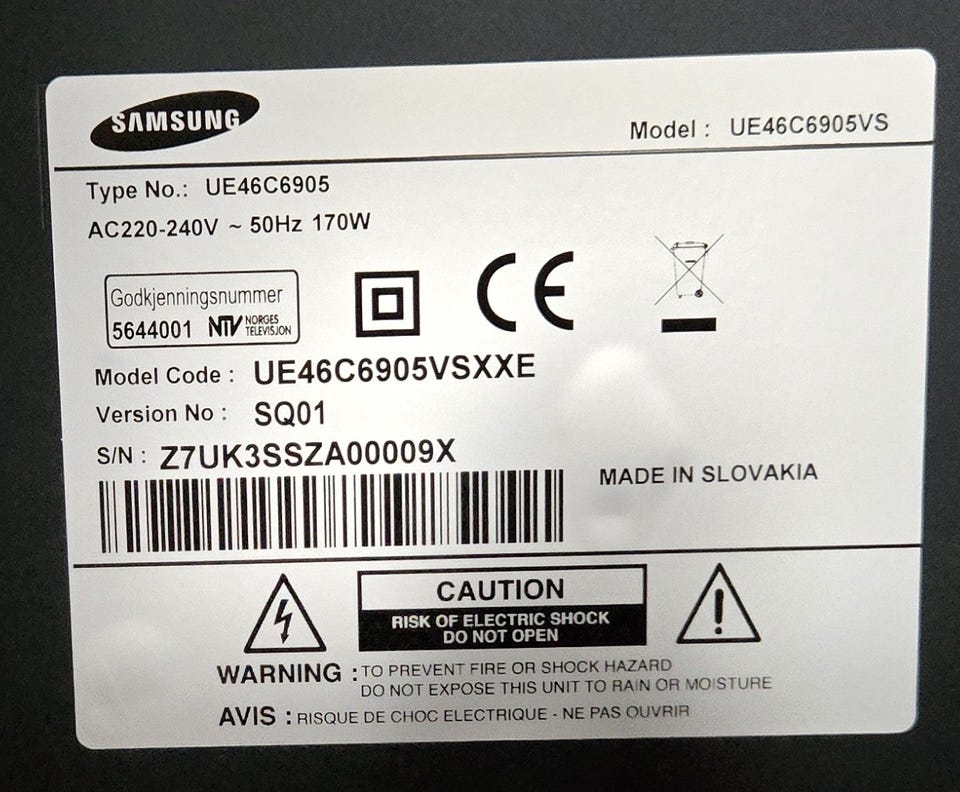 SAMSUNG
Model : UE46C6905VS
Type No.: UE46C6905
AC220-240V ~ 50Hz 170W
Godkjenningsnummer
5644001 NTV NORGES TELEVISJON
CE
Model Code : UE46C6905VSXXE
Version No : SQ01
S/N : Z7UK3SSZA00009X
MADE IN SLOVAKIA
CAUTION
RISK OF ELECTRIC SHOCK
DO NOT OPEN
WARNING : TO PREVENT FIRE OR SHOCK HAZARD
DO NOT EXPOSE THIS UNIT TO RAIN OR MOISTURE
AVIS : RISQUE DE CHOC ELECTRIQUE - NE PAS OUVRIR